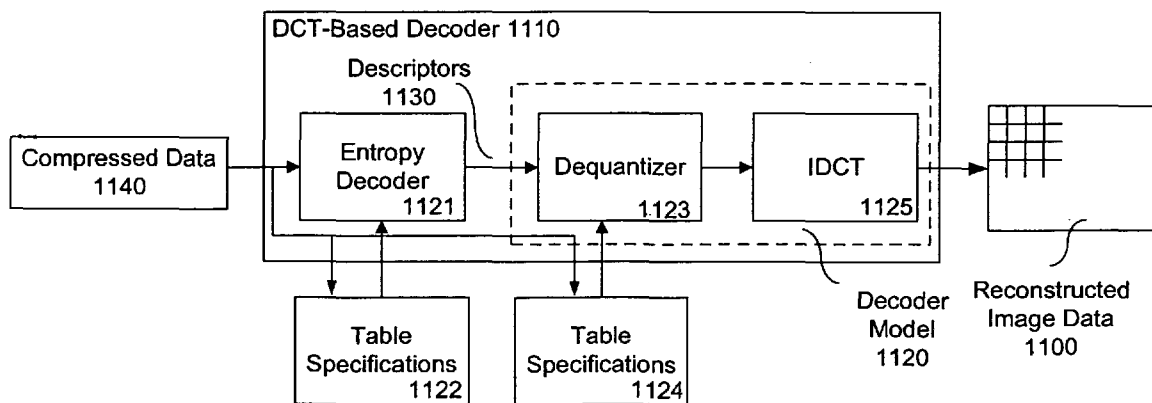 DCT-Based Decoder 1110
Descriptors
1130
Compressed Data
1140
Entropy
Decoder
1121
Dequantizer
1123
IDCT
1125
Table
Specifications
1122
Table
Specifications
1124
Decoder
Model
1120
Reconstructed
Image Data
1100